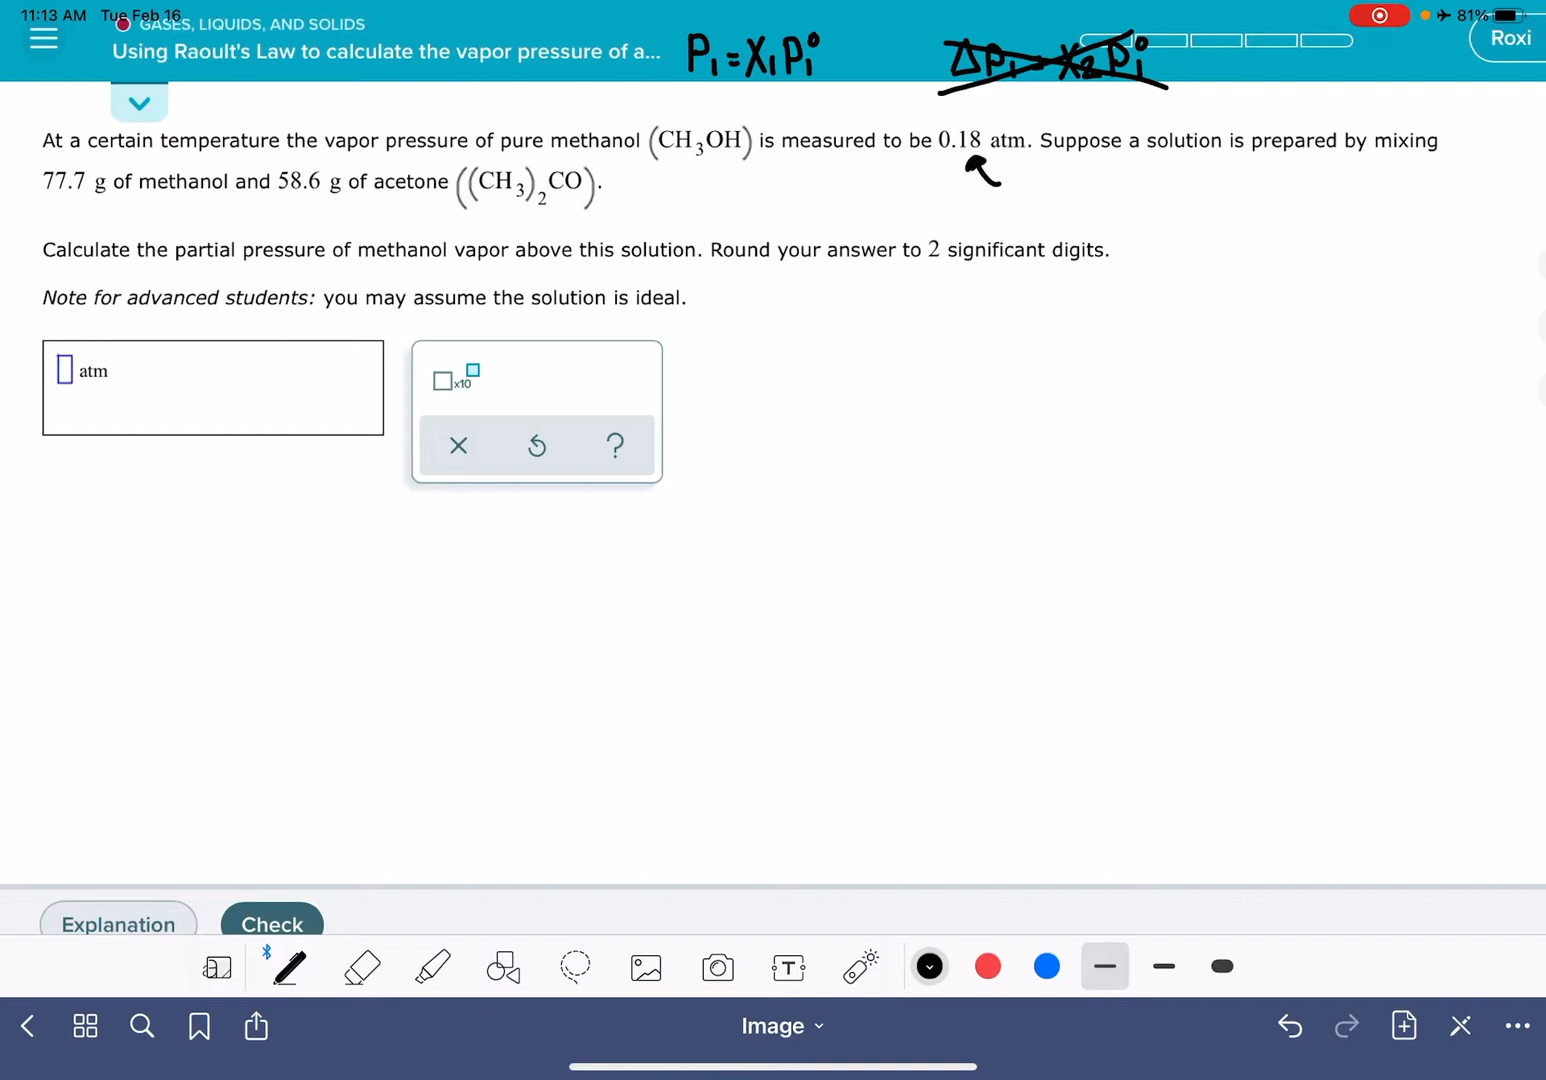 11:13 AM Tue Feb 16
81%
GASES, LIQUIDS, AND SOLIDS
Using Raoult's Law to calculate the vapor pressure of a...
P₁=X₁P₁°
ΔP₁=X₂P₁°
Roxi
At a certain temperature the vapor pressure of pure methanol (CH₃OH) is measured to be 0.18 atm. Suppose a solution is prepared by mixing
77.7 g of methanol and 58.6 g of acetone ((CH₃)₂CO).
Calculate the partial pressure of methanol vapor above this solution. Round your answer to 2 significant digits.
Note for advanced students: you may assume the solution is ideal.
atm
x10
?
Explanation
Check
a
T
Image